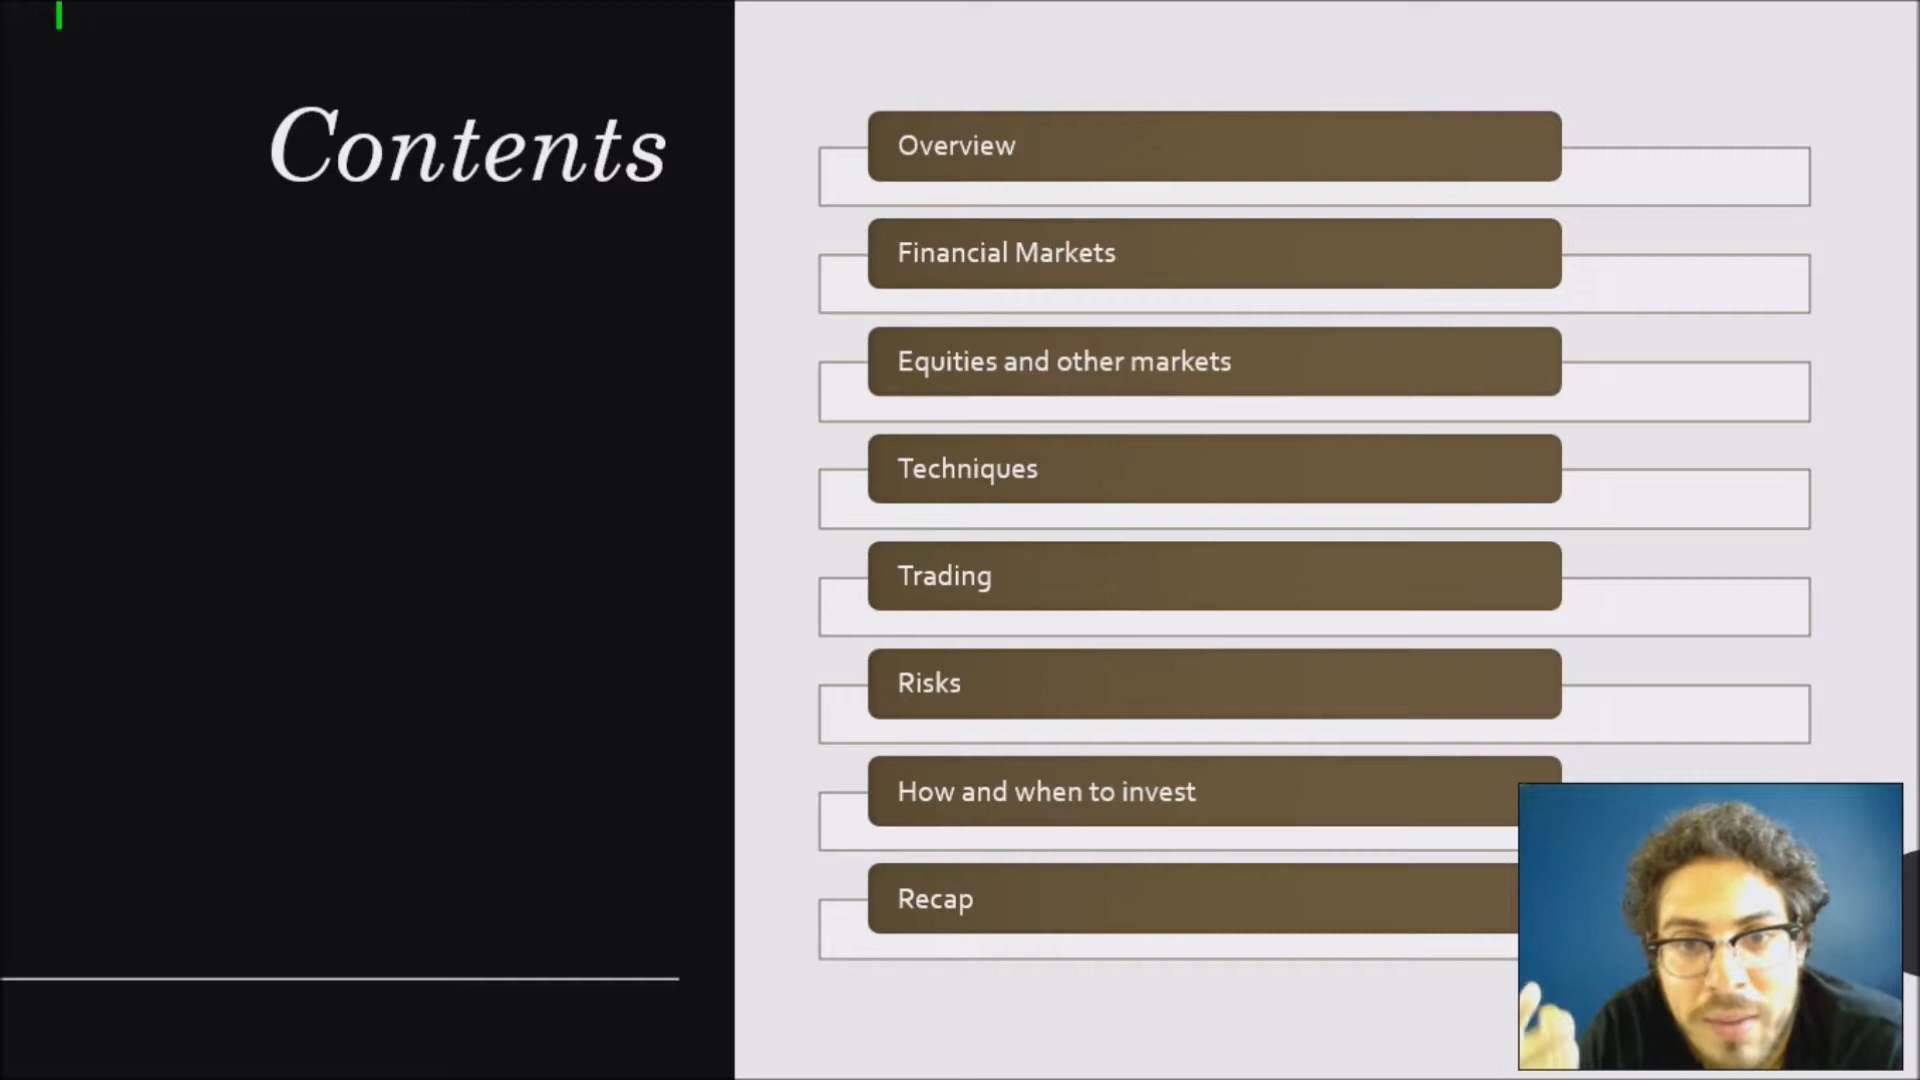 Contents
Overview
Financial Markets
Equities and other markets
Techniques
Trading
Risks
How and when to invest
Recap